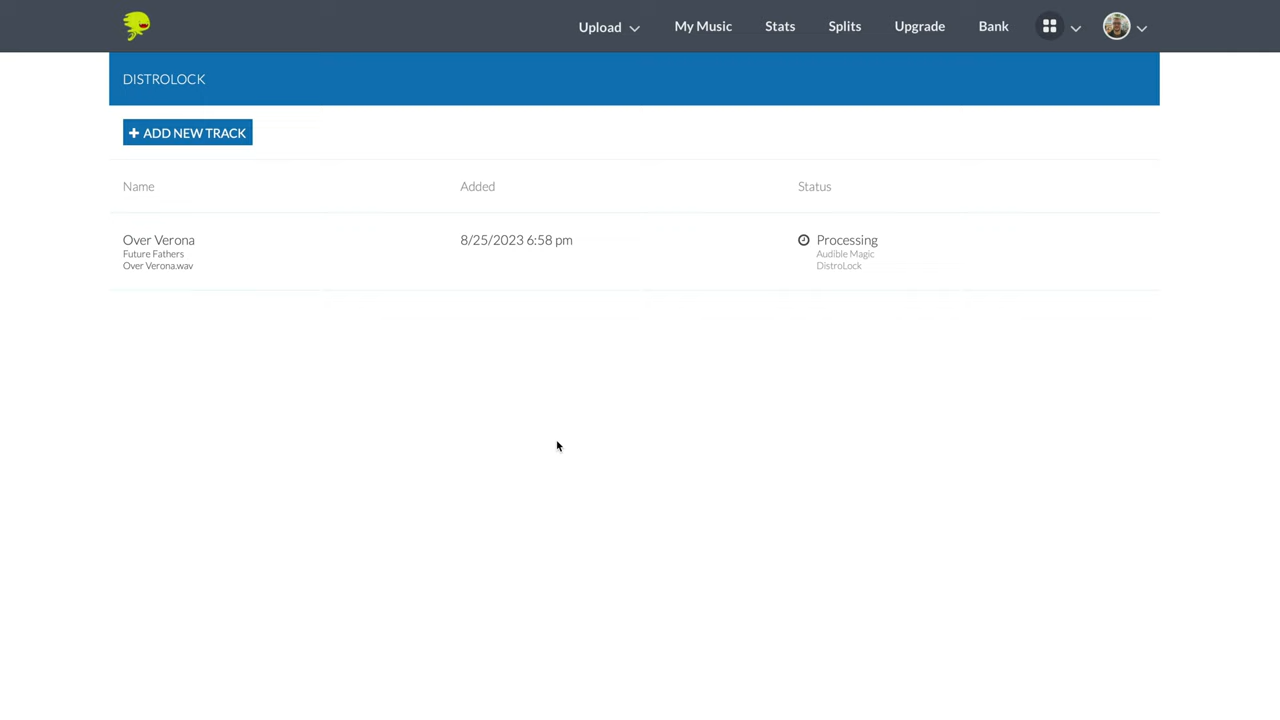 Upload
My Music
Stats
Splits
Upgrade
Bank
DISTROLOCK
+ ADD NEW TRACK
Name
Added
Status
Over Verona
Future Fathers
Over Verona.wav
8/25/2023 6:58 pm
Processing
Audible Magic
DistroLock